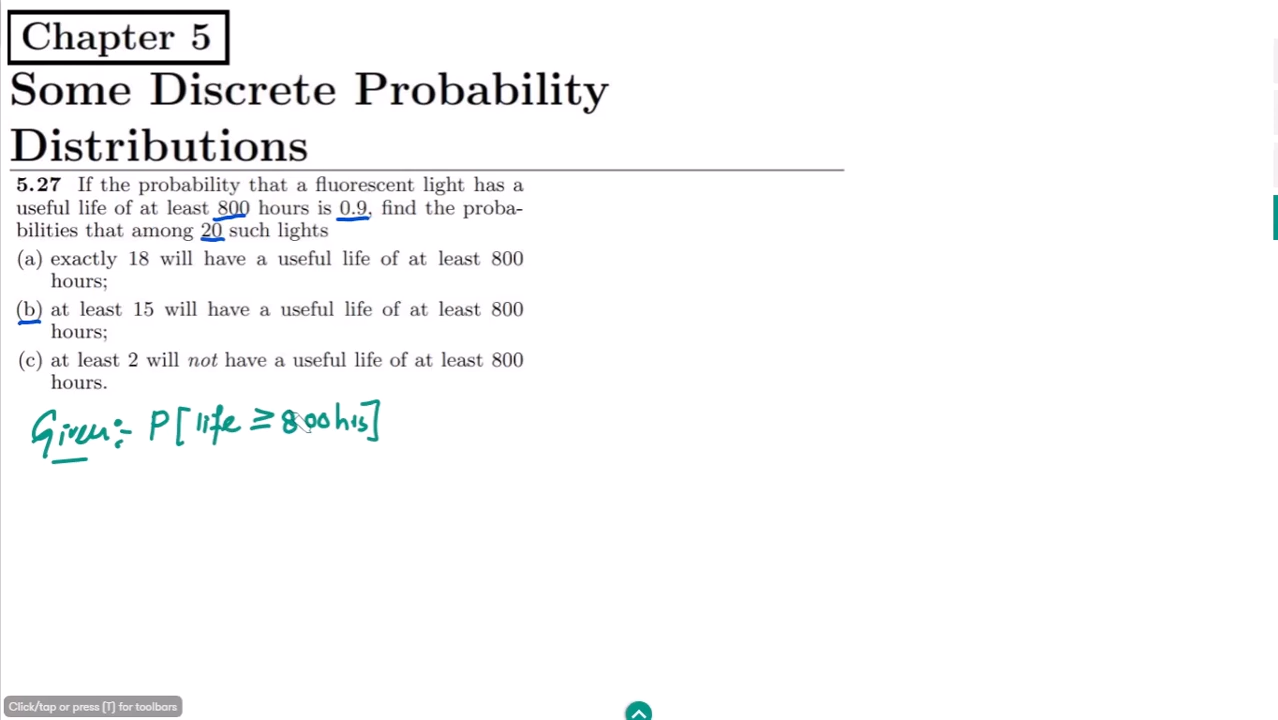 Chapter 5
Some Discrete Probability
Distributions
5.27 If the probability that a fluorescent light has a
useful life of at least 800 hours is 0.9, find the proba-
bilities that among 20 such lights
(a) exactly 18 will have a useful life of at least 800
hours;
(b) at least 15 will have a useful life of at least 800
hours;
(c) at least 2 will not have a useful life of at least 800
hours.
Given:- P[life ≥ 800hrs]
Click/tap or press [T] for toolbars